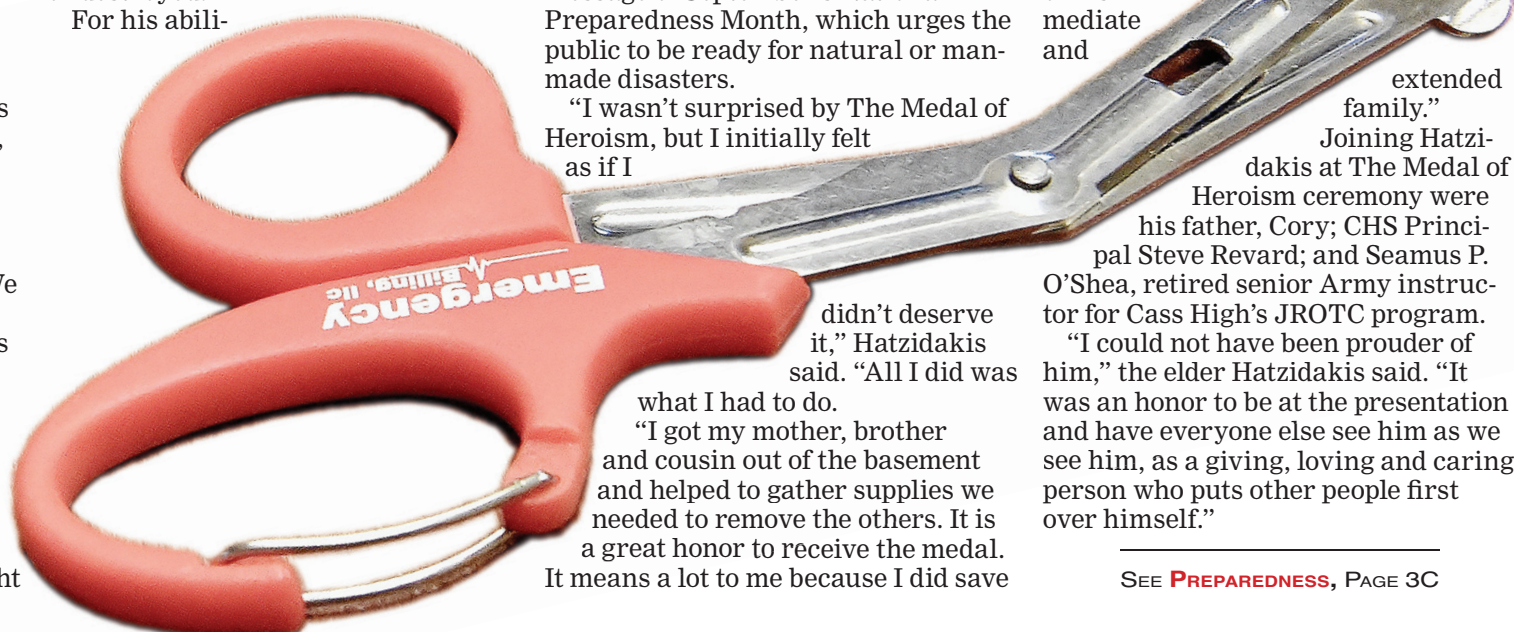 For his abili-
Preparedness Month, which urges the
public to be ready for natural or man-
made disasters.
“I wasn’t surprised by The Medal of
Heroism, but I initially felt
as if I
didn’t deserve
it,” Hatzidakis
said. “All I did was
what I had to do.
“I got my mother, brother
and cousin out of the basement
and helped to gather supplies we
needed to remove the others. It is
a great honor to receive the medal.
It means a lot to me because I did save
mediate
and
extended
family.”
Joining Hatzi-
dakis at The Medal of
Heroism ceremony were
his father, Cory; CHS Princi-
pal Steve Revard; and Seamus P.
O’Shea, retired senior Army instruc-
tor for Cass High’s JROTC program.
“I could not have been prouder of
him,” the elder Hatzidakis said. “It
was an honor to be at the presentation
and have everyone else see him as we
see him, as a giving, loving and caring
person who puts other people first
over himself.”
SEE PREPAREDNESS, PAGE 3C
Emergency
Billing, llc